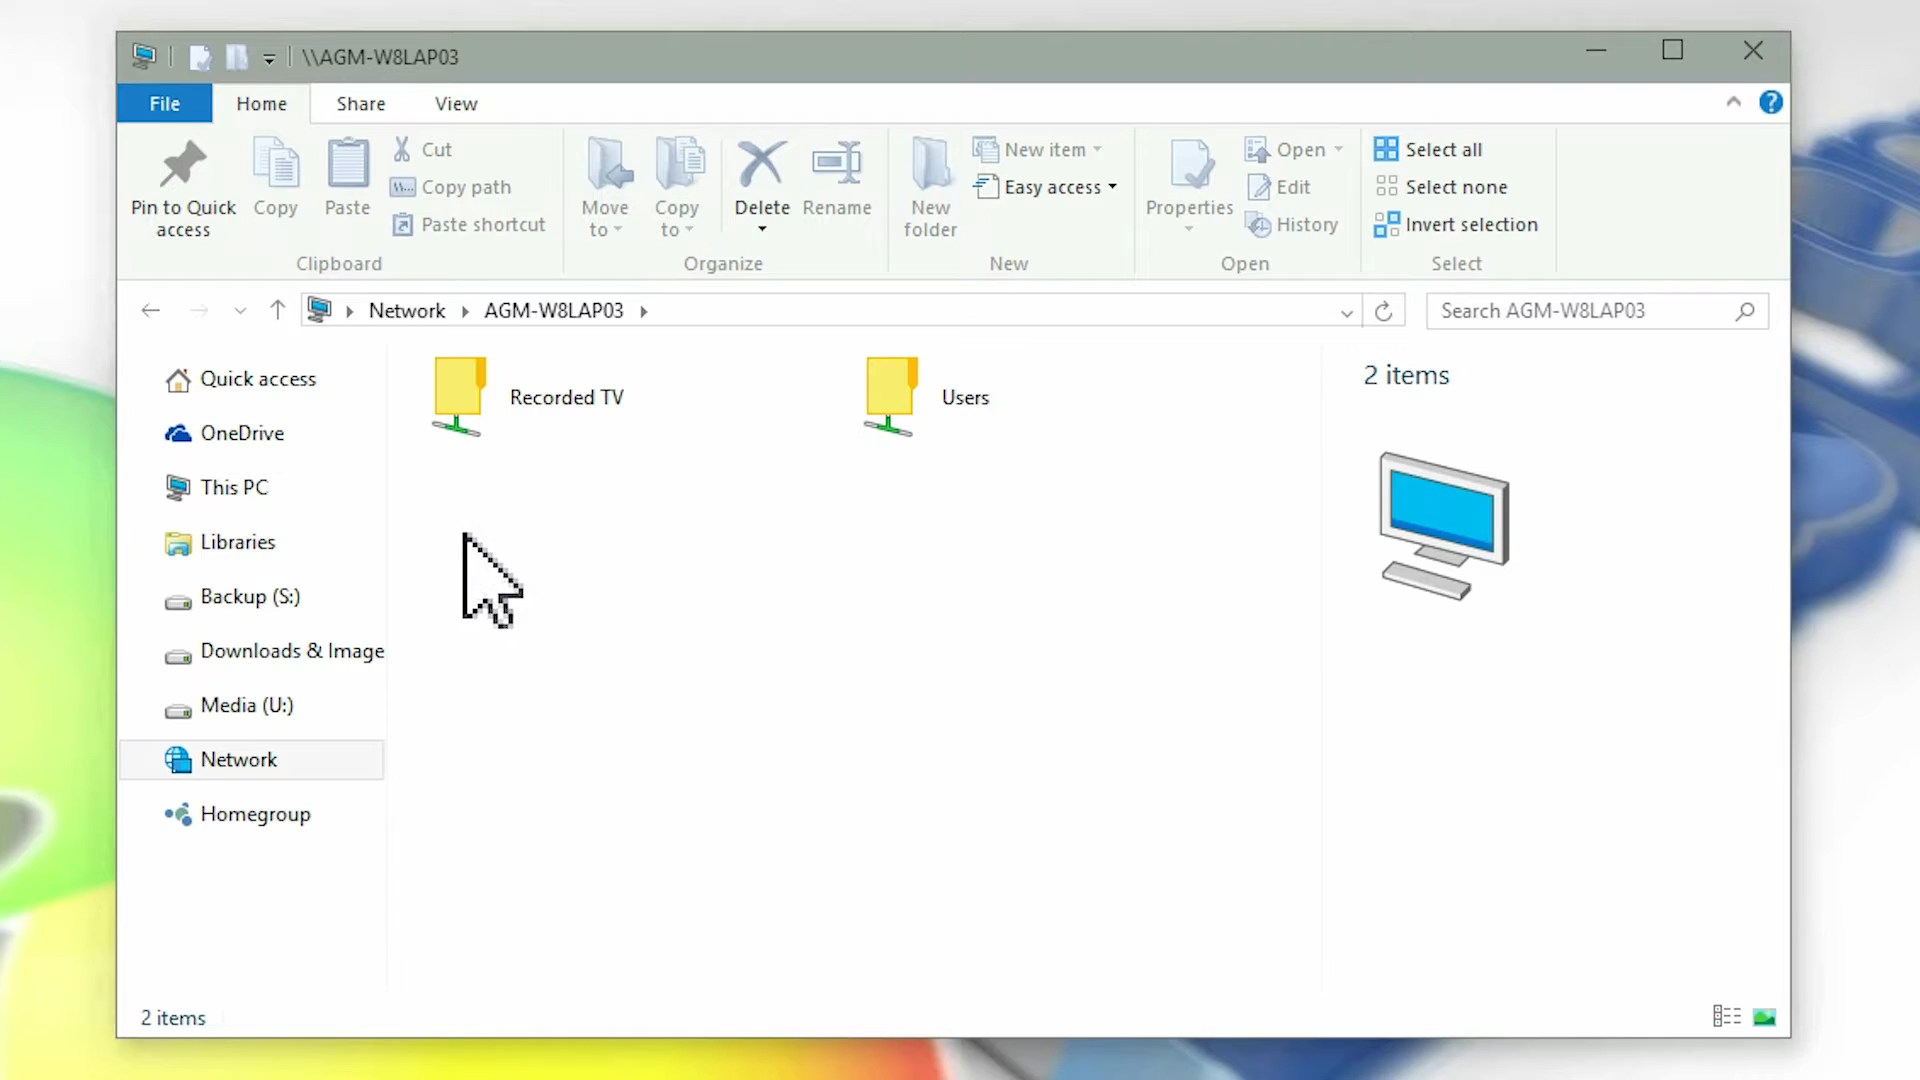 \\AGM-W8LAP03
File Home Share View
Pin to Quick access
Copy
Paste
Cut
Copy path
Paste shortcut
Clipboard
Move to
Copy to
Delete
Rename
Organize
New folder
New item
Easy access
New
Properties
Open
Edit
History
Open
Select all
Select none
Invert selection
Select
Network AGM-W8LAP03
Search AGM-W8LAP03
Quick access
OneDrive
This PC
Libraries
Backup (S:)
Downloads & Image
Media (U:)
Network
Homegroup
Recorded TV
Users
2 items
2 items